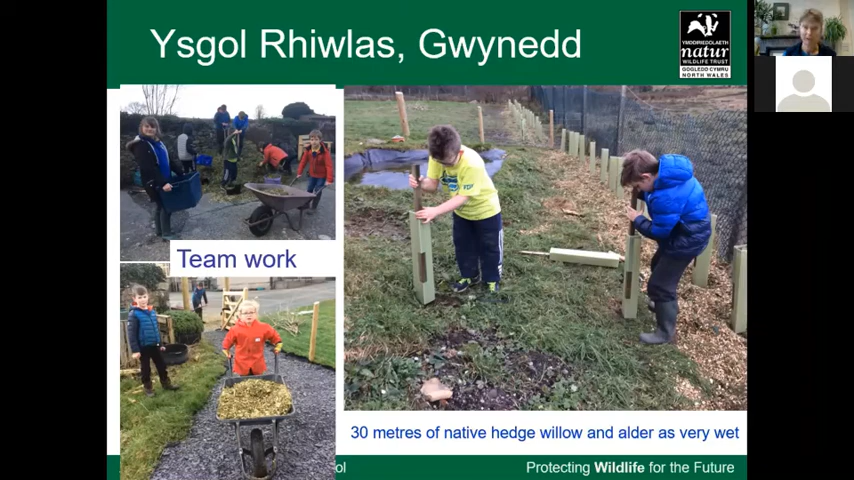 Ysgol Rhiwlas, Gwynedd
YMDDIRIEDOLAETH
natur
WILDLIFE TRUST
GOGLEDD CYMRU
NORTH WALES
Team work
30 metres of native hedge willow and alder as very wet
Protecting Wildlife for the Future